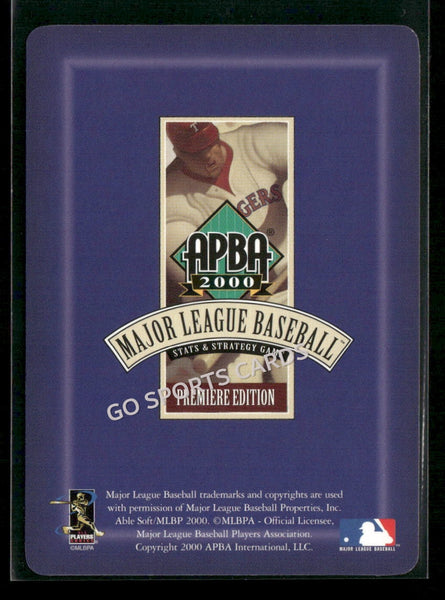 T
GERS
APBA®
2000
MAJOR LEAGUE BASEBALL™
STATS & STRATEGY GAME
GO SPORTS CARDS
PREMIERE EDITION
Major League Baseball trademarks and copyrights are used
with permission of Major League Baseball Properties, Inc.
Able Soft/MLBP 2000. ©MLBPA - Official Licensee,
Major League Baseball Players Association.
Copyright 2000 APBA International, LLC.
PLAYERS
CHOICE
©MLBPA
MAJOR LEAGUE BASEBALL